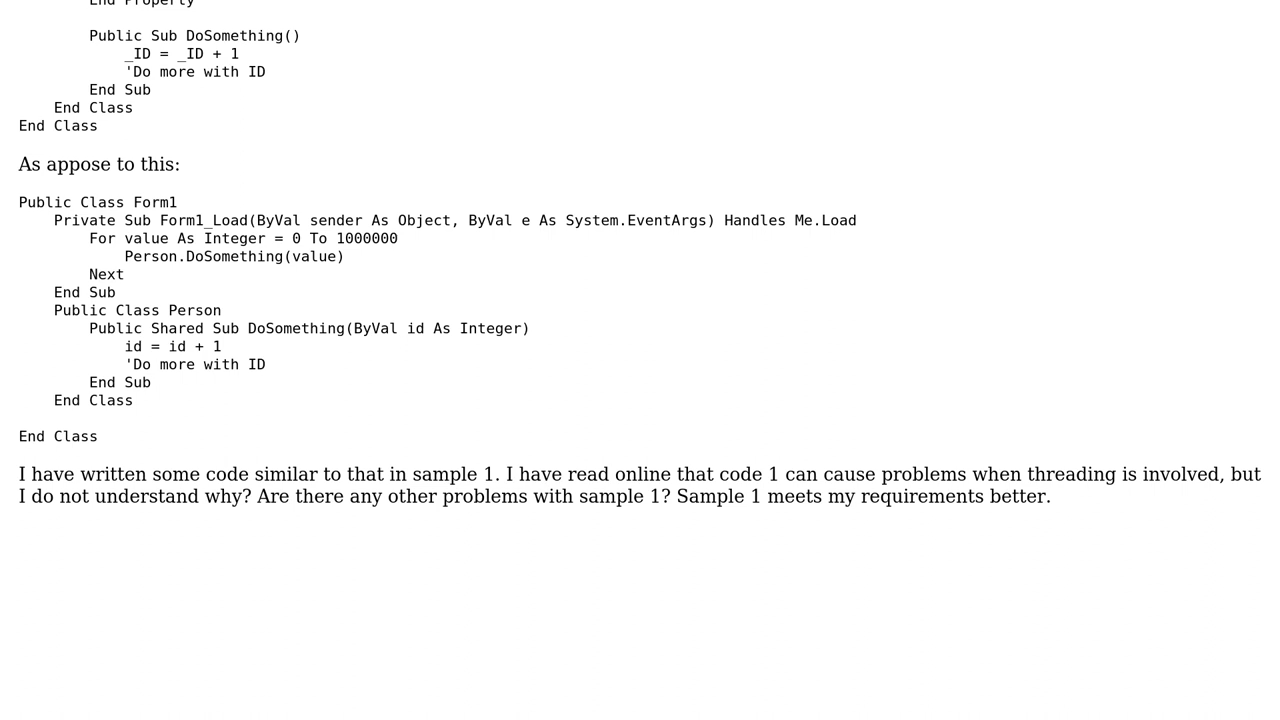 End Property

        Public Sub DoSomething()
            _ID = _ID + 1
            'Do more with ID
        End Sub
    End Class
End Class
As appose to this:
Public Class Form1
    Private Sub Form1_Load(ByVal sender As Object, ByVal e As System.EventArgs) Handles Me.Load
        For value As Integer = 0 To 1000000
            Person.DoSomething(value)
        Next
    End Sub
    Public Class Person
        Public Shared Sub DoSomething(ByVal id As Integer)
            id = id + 1
            'Do more with ID
        End Sub
    End Class

End Class
I have written some code similar to that in sample 1. I have read online that code 1 can cause problems when threading is involved, but
I do not understand why? Are there any other problems with sample 1? Sample 1 meets my requirements better.